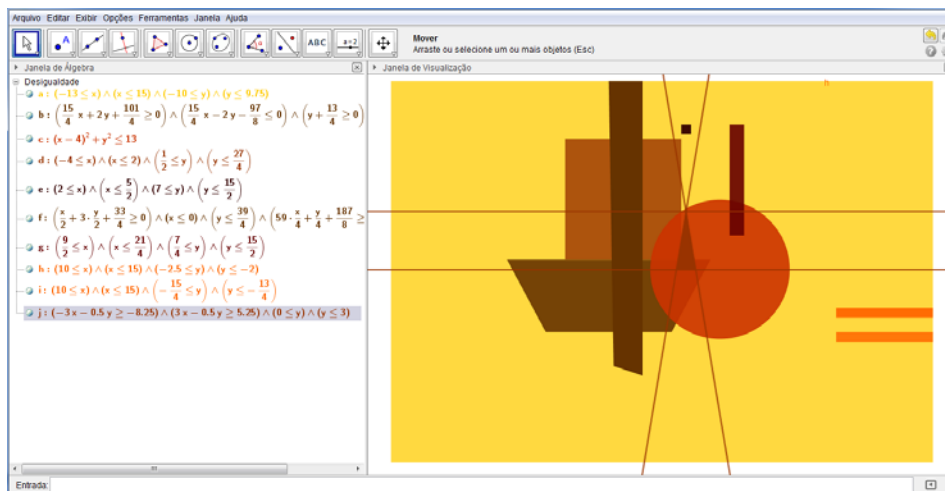 Arquivo Editar Exibir Opções Ferramentas Janela Ajuda
A
ABC
a=2
Mover
Arraste ou selecione um ou mais objetos (Esc)
Janela de Álgebra
Janela de Visualização
Desigualdade
a: (−13 ≤ x) ∧ (x ≤ 15) ∧ (−10 ≤ y) ∧ (y ≤ 9.75)
b: (15/4 x + 2 y + 101/4 ≥ 0) ∧ (15/4 x − 2 y − 97/8 ≤ 0) ∧ (y + 13/4 ≥ 0)
c: (x − 4)² + y² ≤ 13
d: (−4 ≤ x) ∧ (x ≤ 2) ∧ (1/2 ≤ y) ∧ (y ≤ 27/4)
e: (2 ≤ x) ∧ (x ≤ 5/2) ∧ (7 ≤ y) ∧ (y ≤ 15/2)
f: (x/2 + 3 · y/2 + 33/4 ≥ 0) ∧ (x ≤ 0) ∧ (y ≤ 39/4) ∧ (59 · x/4 + y/4 + 187/8 ≥
g: (9/2 ≤ x) ∧ (x ≤ 21/4) ∧ (7/4 ≤ y) ∧ (y ≤ 15/2)
h: (10 ≤ x) ∧ (x ≤ 15) ∧ (−2.5 ≤ y) ∧ (y ≤ −2)
i: (10 ≤ x) ∧ (x ≤ 15) ∧ (−15/4 ≤ y) ∧ (y ≤ −13/4)
j: (−3 x − 0.5 y ≥ −8.25) ∧ (3 x − 0.5 y ≥ 5.25) ∧ (0 ≤ y) ∧ (y ≤ 3)
h
Entrada: